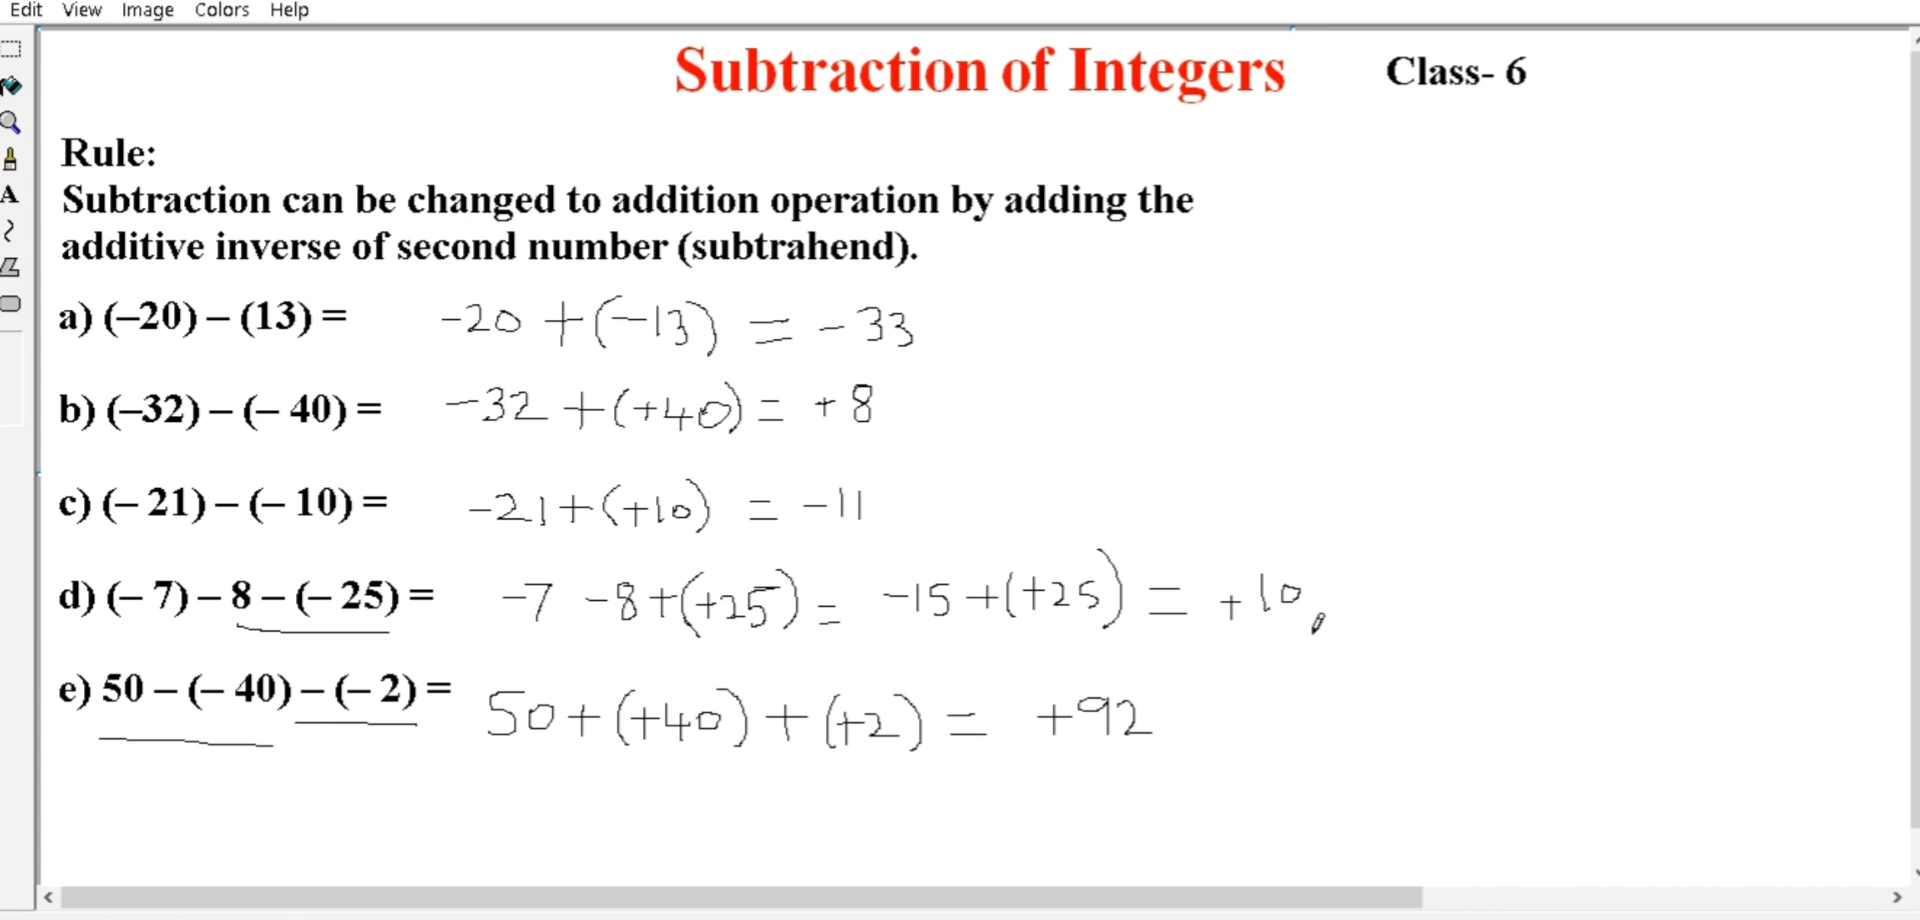 Edit View Image Colors Help
Subtraction of Integers Class- 6
Rule:
Subtraction can be changed to addition operation by adding the
additive inverse of second number (subtrahend).
a) (–20) – (13) = -20 + (-13) = - 33
b) (–32) – (– 40) = -32 + (+40) = + 8
c) (– 21) – (– 10) = -21 + (+10) = -11
d) (– 7) – 8 – (– 25) = -7 -8 + (+25) = -15 + (+25) = +10,
e) 50 – (– 40) – (– 2) = 50 + (+40) + (+2) = +92